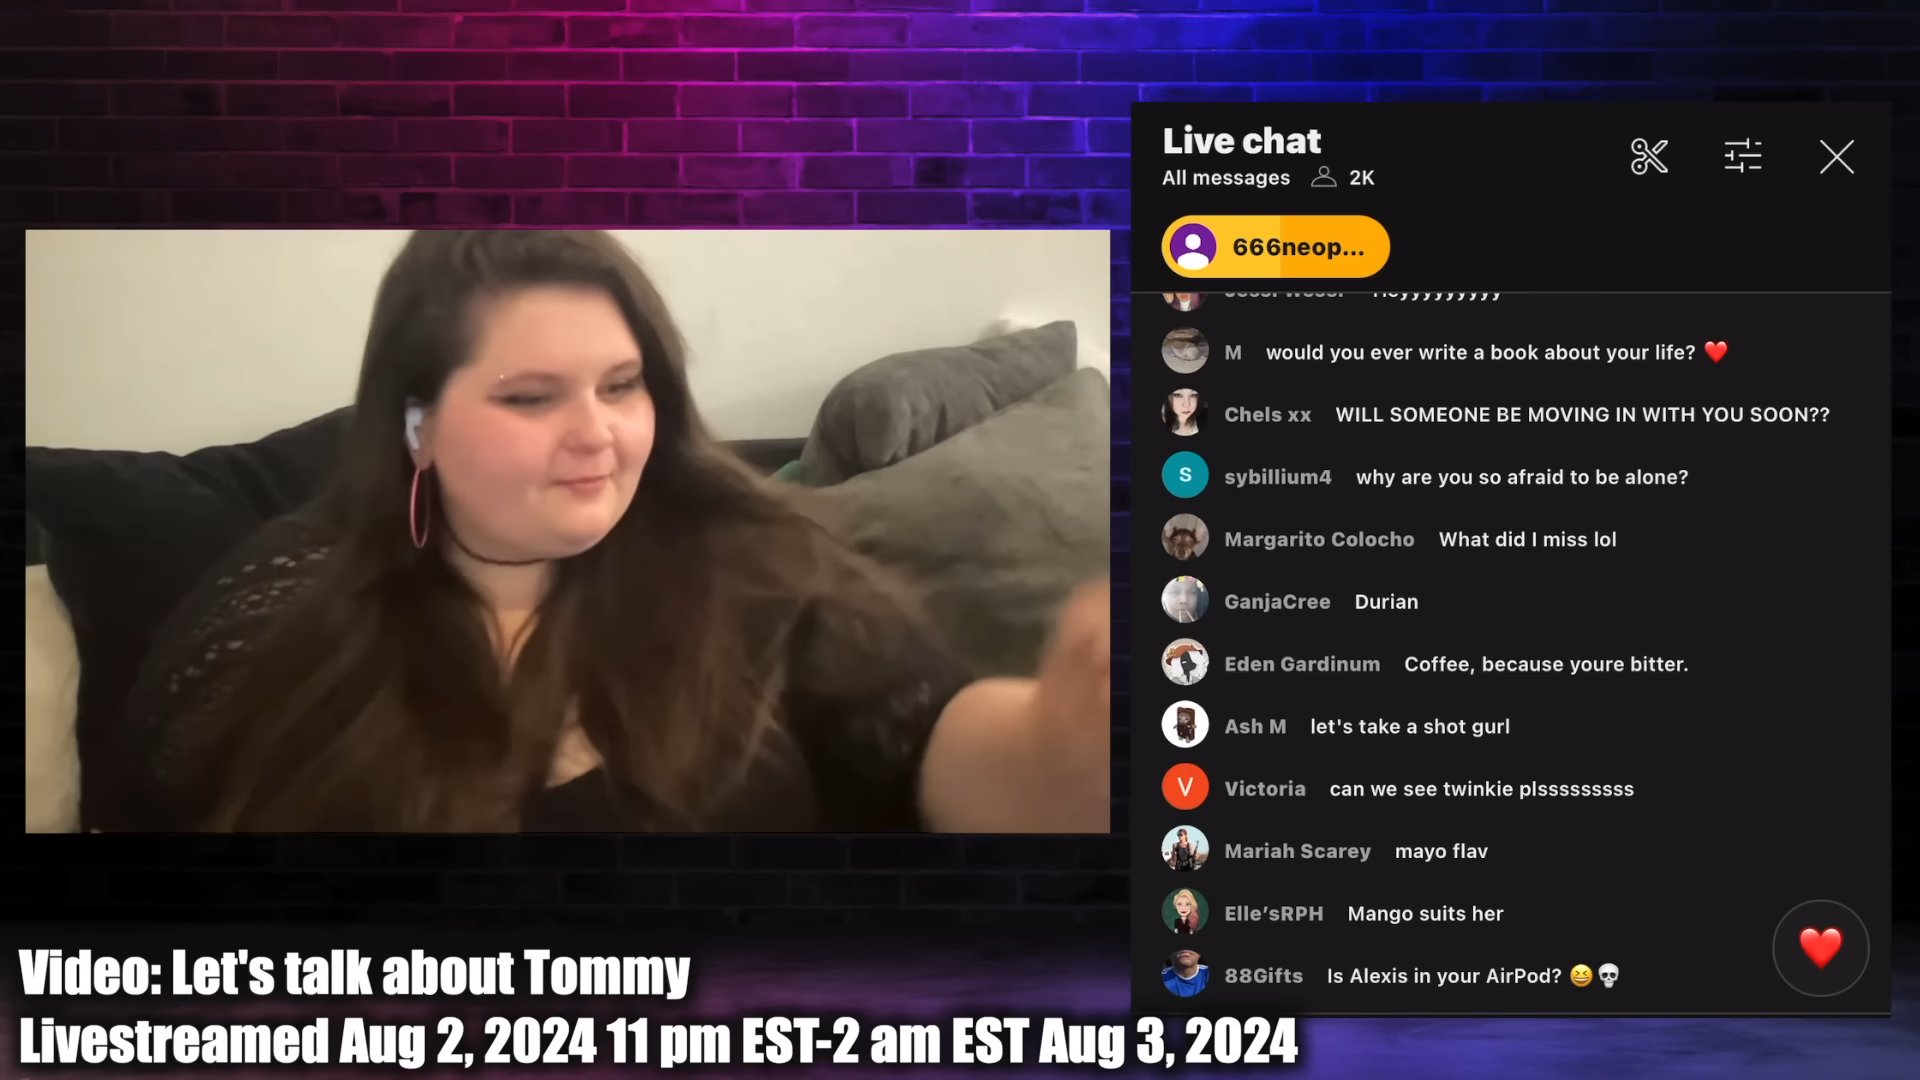 Live chat
All messages 2K
666neop...
Heyyyyyyyyy
M would you ever write a book about your life? ❤️
Chels xx WILL SOMEONE BE MOVING IN WITH YOU SOON??
S sybillium4 why are you so afraid to be alone?
Margarito Colocho What did I miss lol
GanjaCree Durian
Eden Gardinum Coffee, because youre bitter.
Ash M let's take a shot gurl
V Victoria can we see twinkie plsssssssss
Mariah Scarey mayo flav
Elle’sRPH Mango suits her
88Gifts Is Alexis in your AirPod? 😆💀
Video: Let's talk about Tommy
Livestreamed Aug 2, 2024 11 pm EST-2 am EST Aug 3, 2024